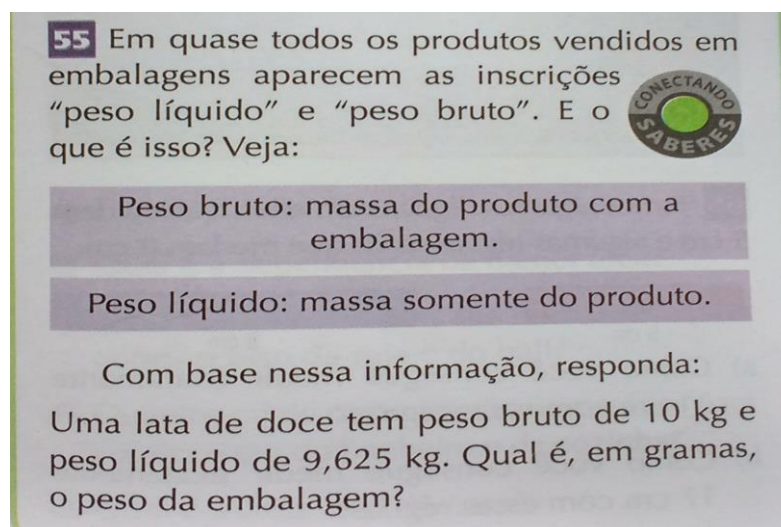 55 Em quase todos os produtos vendidos em
embalagens aparecem as inscrições
"peso líquido" e "peso bruto". E o
que é isso? Veja:
CONECTANDO
SABERES
Peso bruto: massa do produto com a
embalagem.
Peso líquido: massa somente do produto.
Com base nessa informação, responda:
Uma lata de doce tem peso bruto de 10 kg e
peso líquido de 9,625 kg. Qual é, em gramas,
o peso da embalagem?